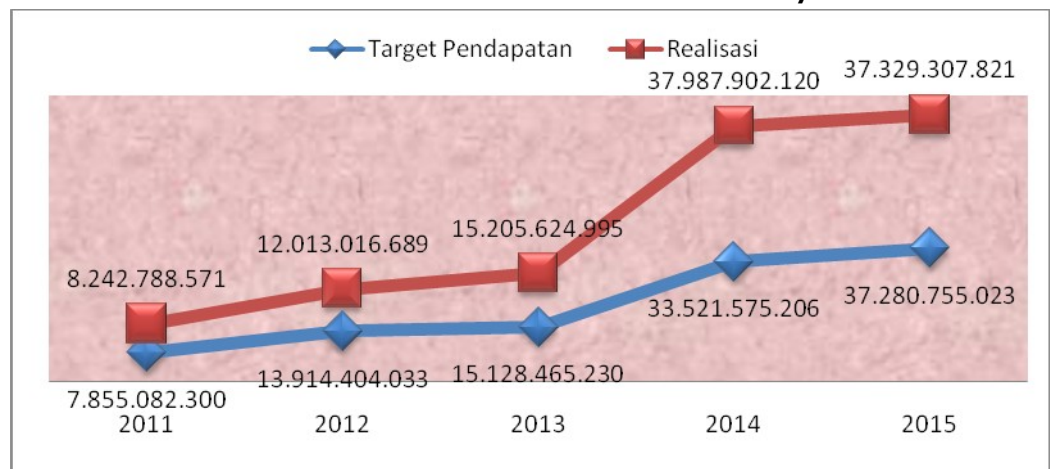 Target Pendapatan Realisasi
37.987.902.120 37.329.307.821
12.013.016.689 15.205.624.995
8.242.788.571
33.521.575.206 37.280.755.023
7.855.082.300 13.914.404.033 15.128.465.230
2011 2012 2013 2014 2015